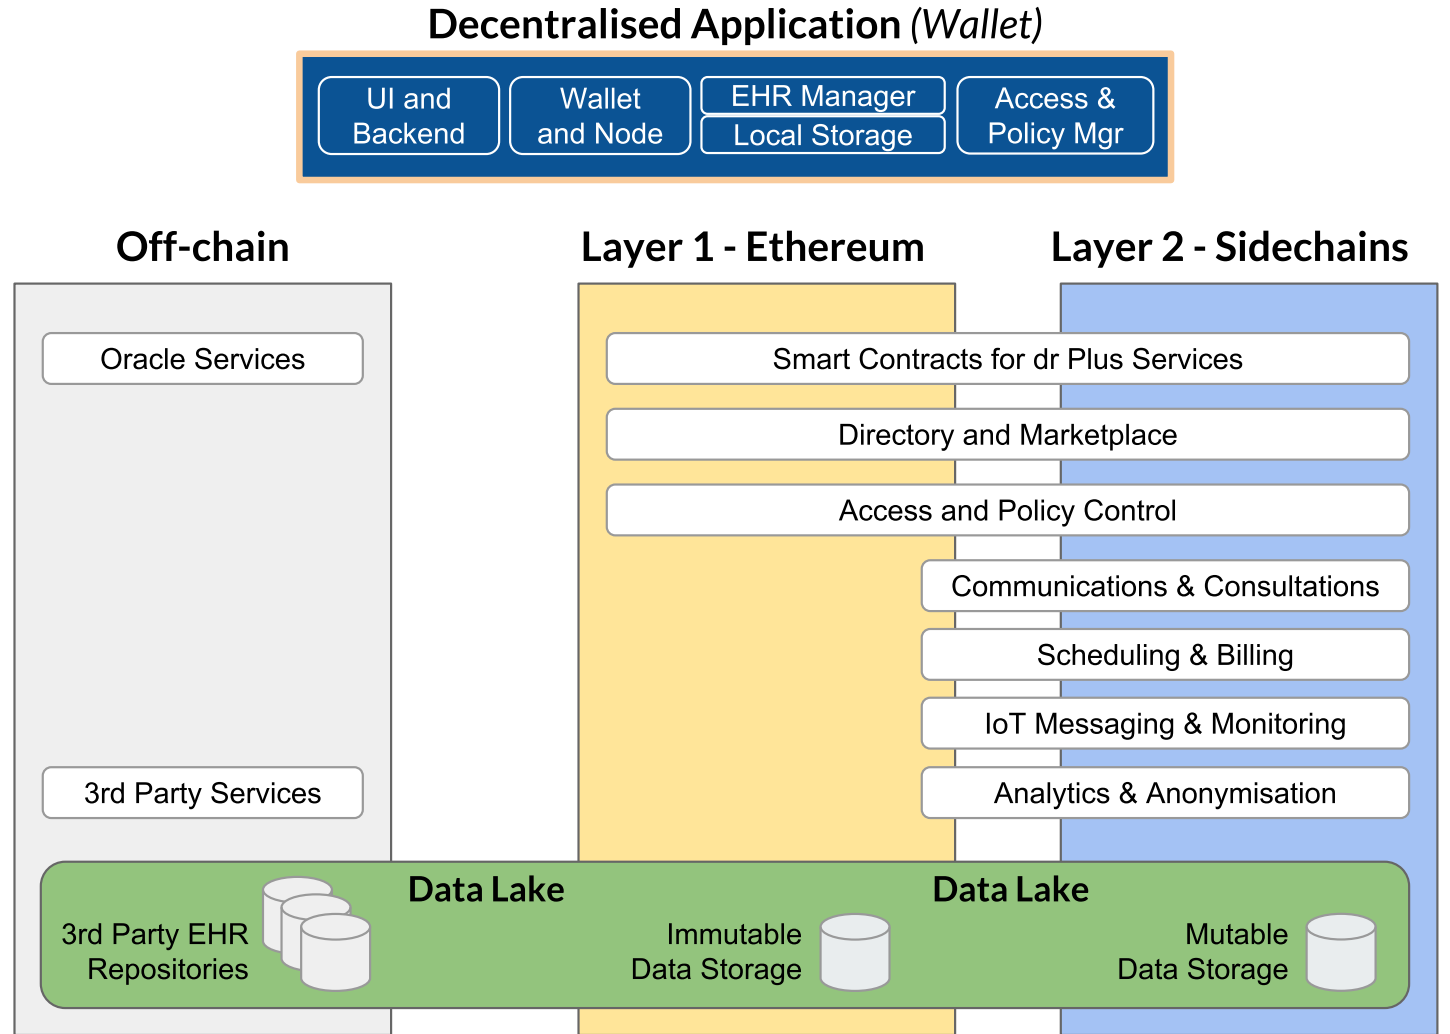 Decentralised Application (Wallet)
UI and
Backend
Wallet
and Node
EHR Manager
Local Storage
Access &
Policy Mgr
Off-chain
Layer 1 - Ethereum
Layer 2 - Sidechains
Oracle Services
Smart Contracts for dr Plus Services
Directory and Marketplace
Access and Policy Control
Communications & Consultations
Scheduling & Billing
IoT Messaging & Monitoring
3rd Party Services
Analytics & Anonymisation
Data Lake
Data Lake
3rd Party EHR
Repositories
Immutable
Data Storage
Mutable
Data Storage